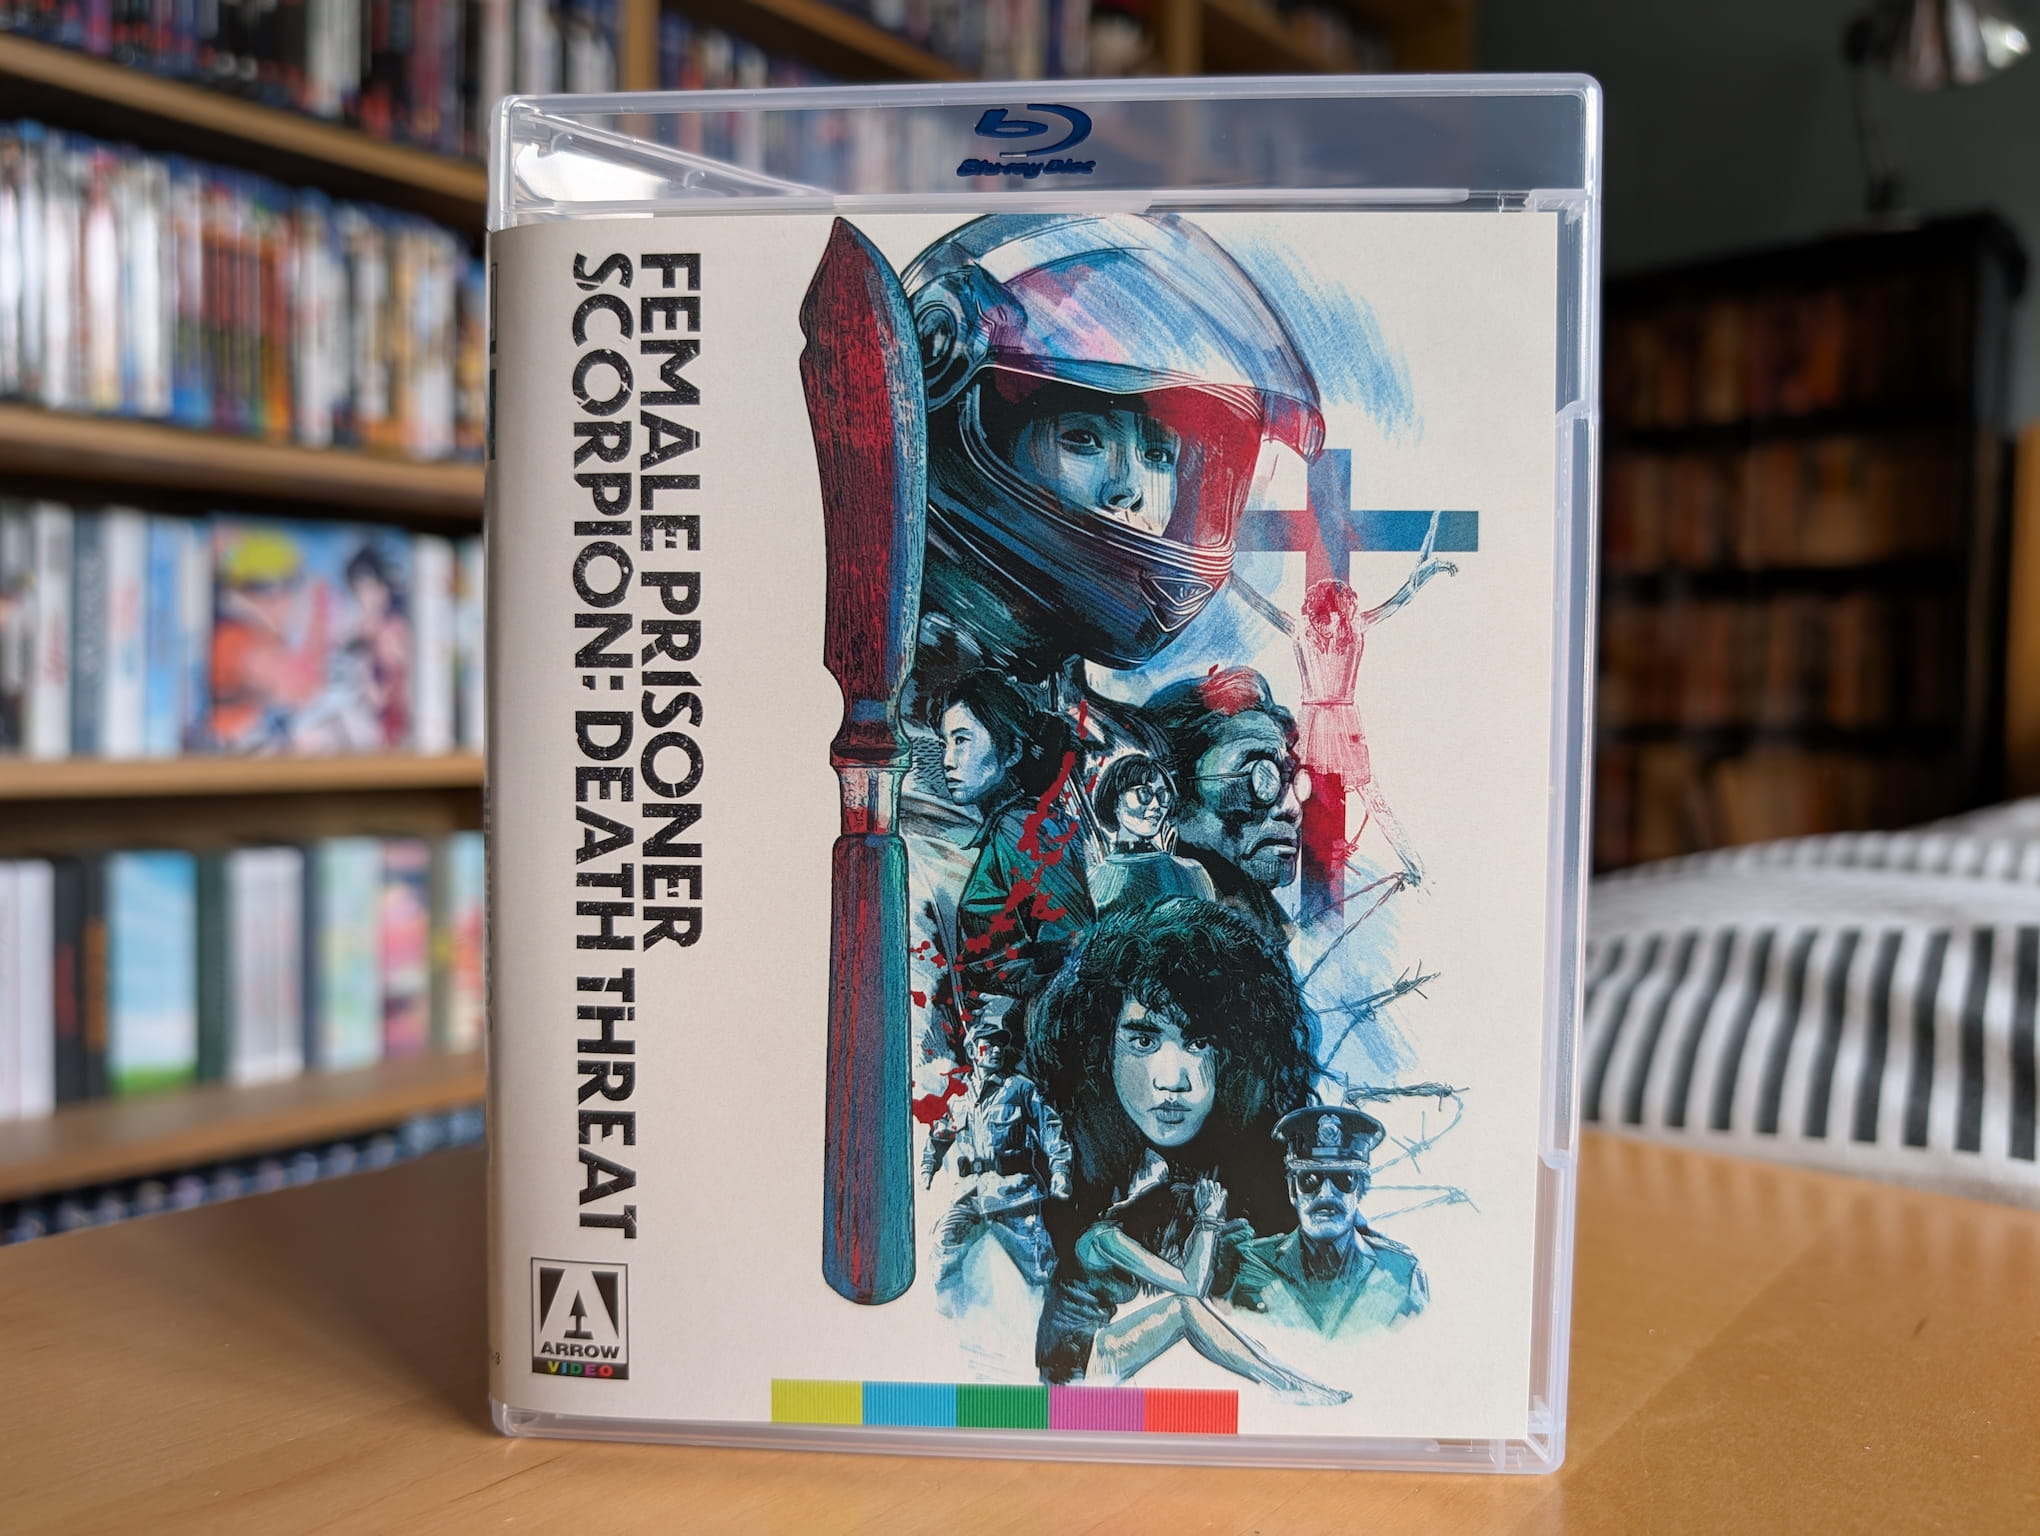 Blu-ray Disc
FEMALE PRISONER
SCORPION: DEATH THREAT
A
ARROW
VIDEO